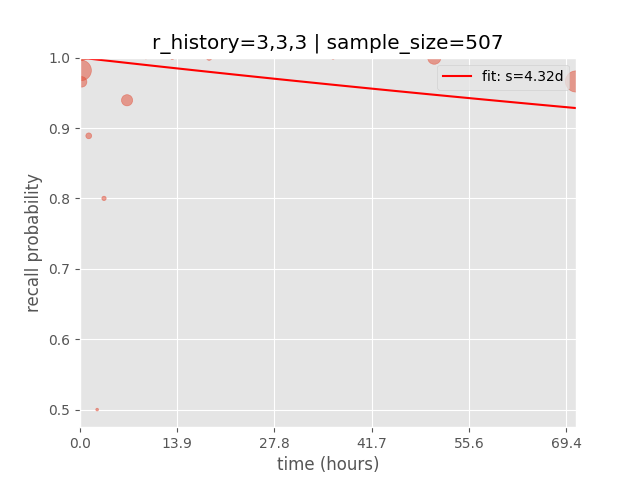 r_history=3,3,3 | sample_size=507
fit: s=4.32d
1.0
0.9
0.8
0.7
0.6
0.5
recall probability
0.0 13.9 27.8 41.7 55.6 69.4
time (hours)